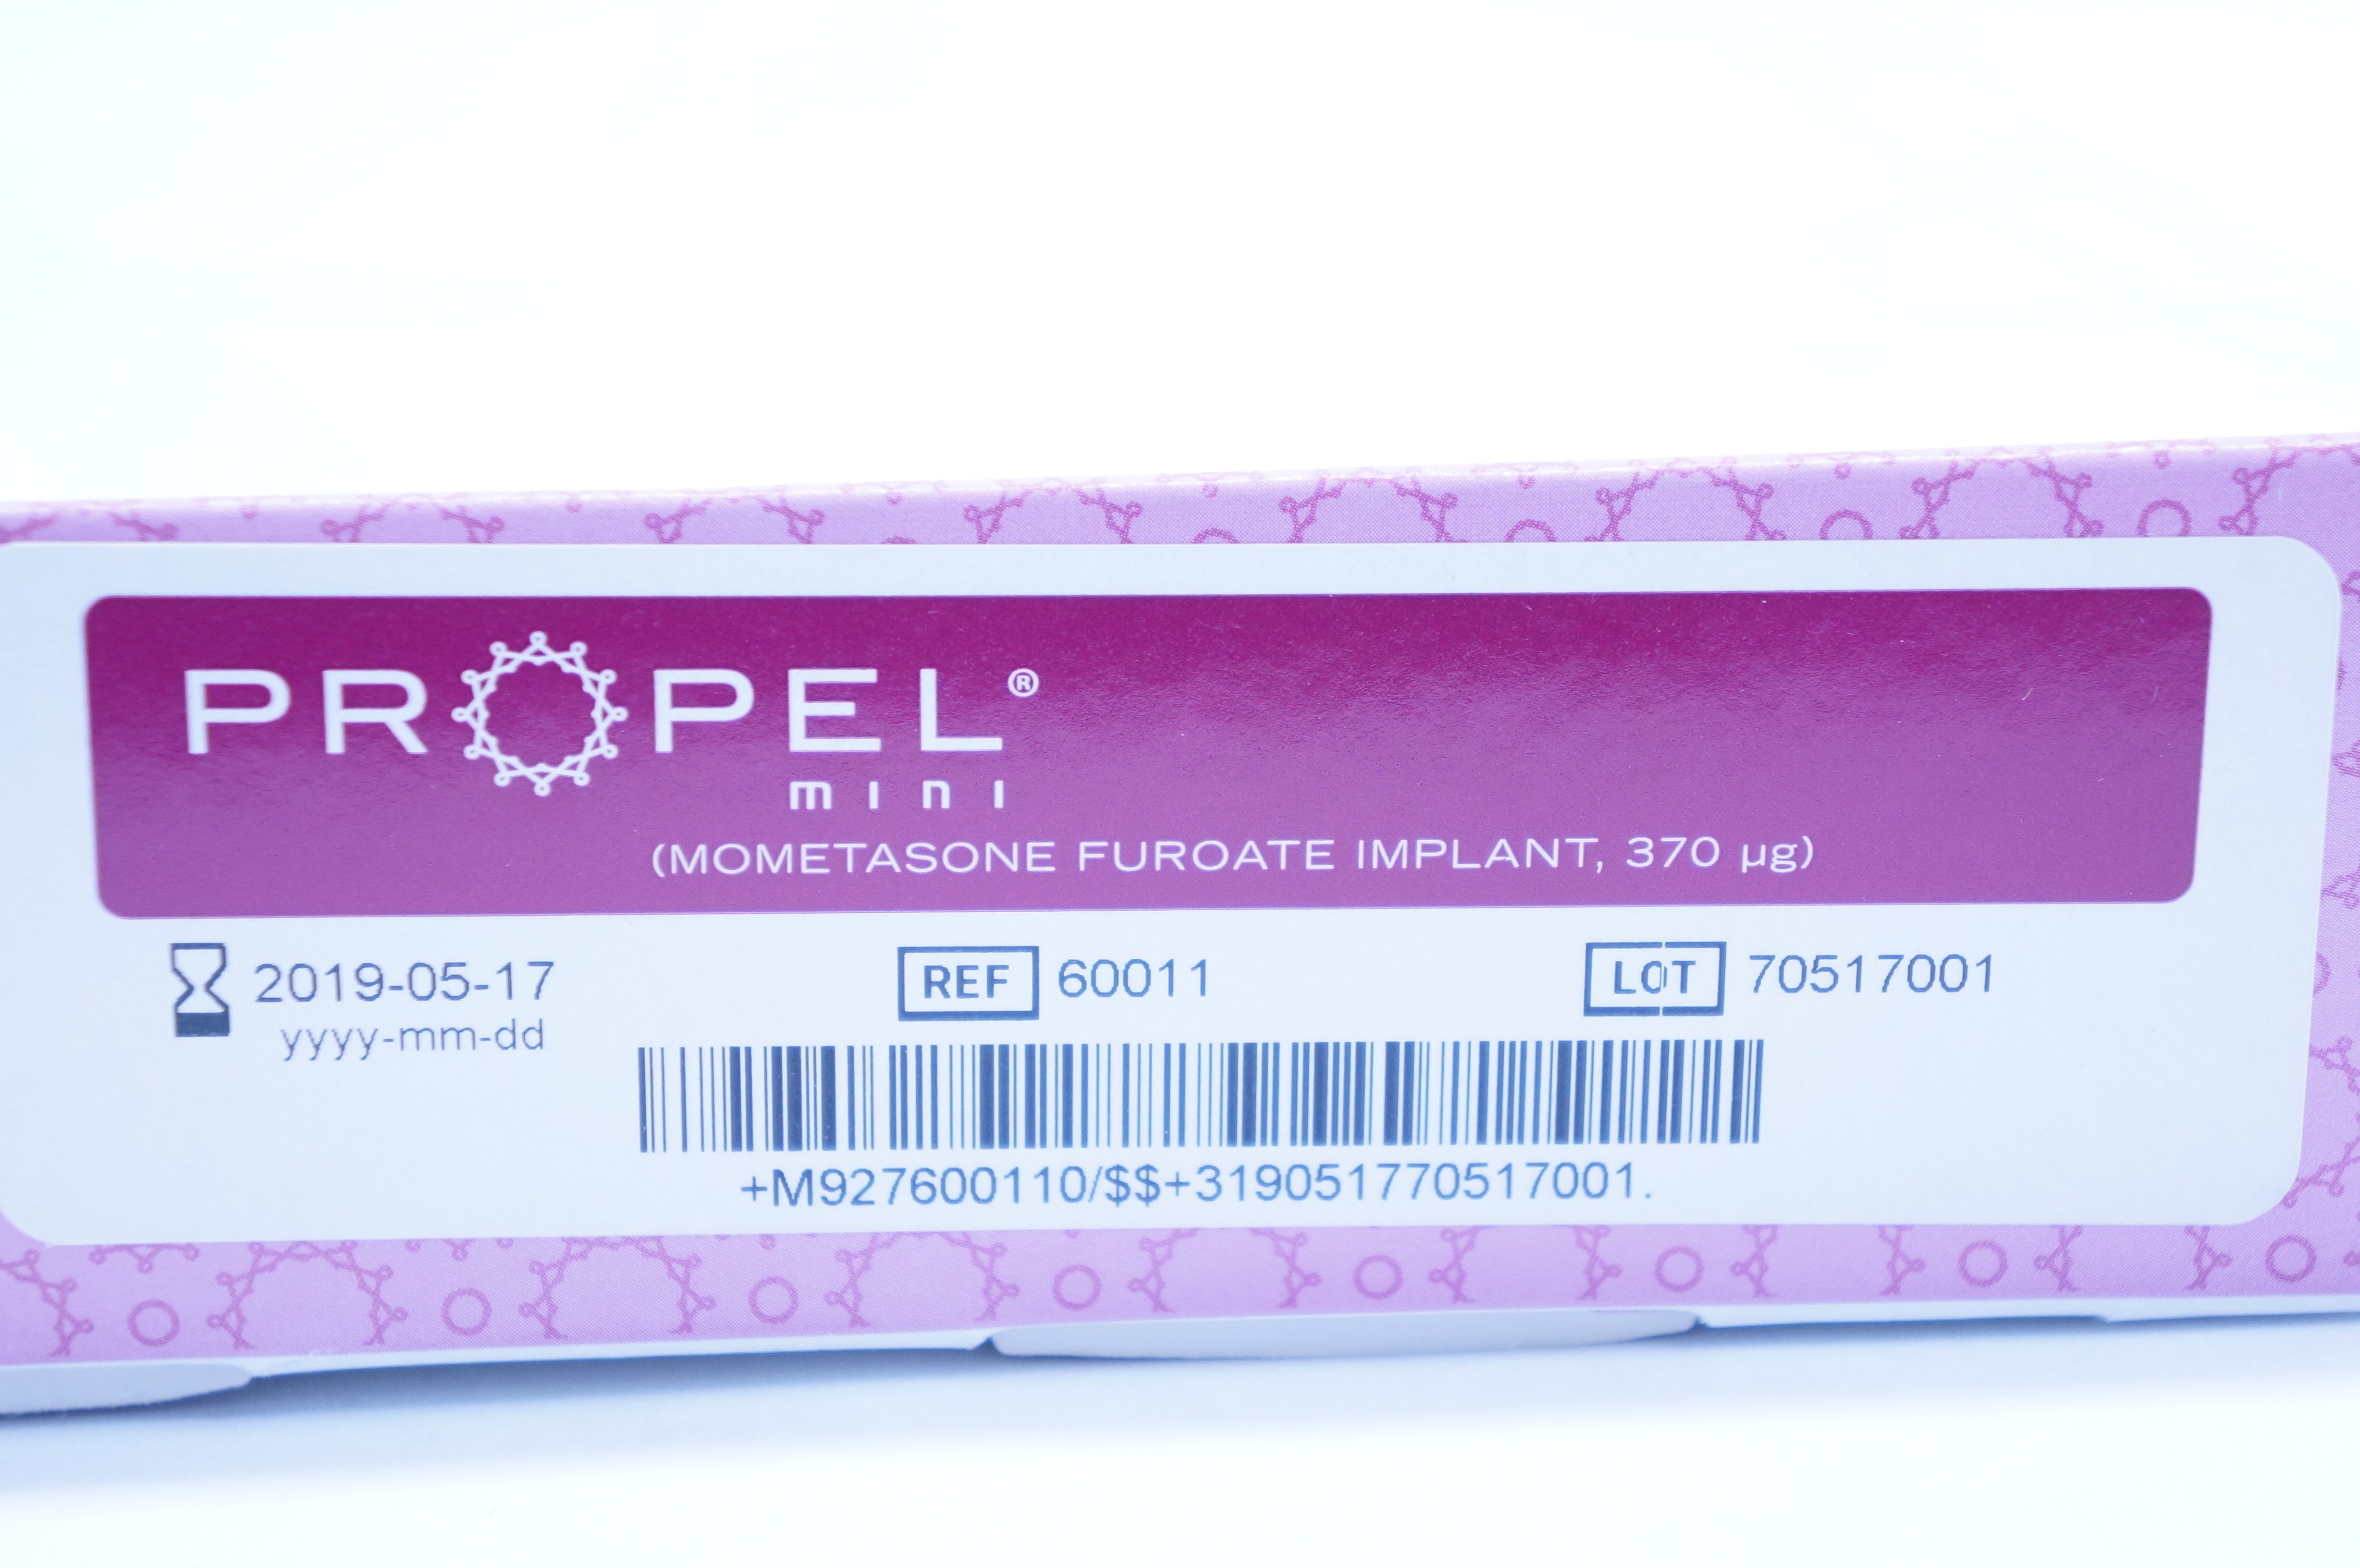 PROPEL®
mini
(MOMETASONE FUROATE IMPLANT, 370 µg)
2019-05-17
yyyy-mm-dd
REF 60011
LOT 70517001
+M927600110/$$+319051770517001.